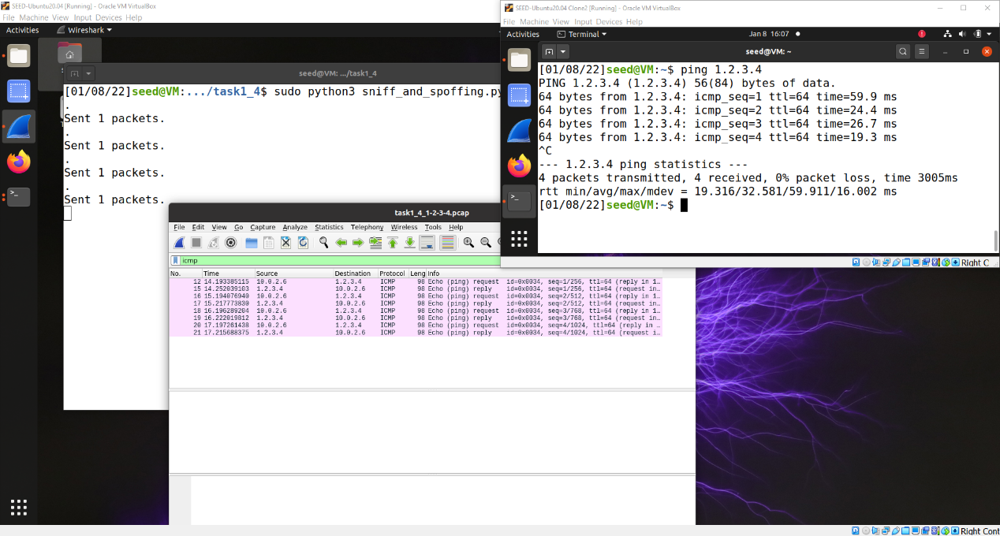 SEED-Ubuntu20.04 [Running] - Oracle VM VirtualBox
File Machine View Input Devices Help
Activities Wireshark
seed@VM: .../task1_4
[01/08/22]seed@VM:.../task1_4$ sudo python3 sniff_and_spoffing.py
.
Sent 1 packets.
.
Sent 1 packets.
.
Sent 1 packets.
.
Sent 1 packets.
SEED-Ubuntu20.04 Clone2 [Running] - Oracle VM VirtualBox
File Machine View Input Devices Help
Activities Terminal Jan 8 16:07
seed@VM: ~
[01/08/22]seed@VM:~$ ping 1.2.3.4
PING 1.2.3.4 (1.2.3.4) 56(84) bytes of data.
64 bytes from 1.2.3.4: icmp_seq=1 ttl=64 time=59.9 ms
64 bytes from 1.2.3.4: icmp_seq=2 ttl=64 time=24.4 ms
64 bytes from 1.2.3.4: icmp_seq=3 ttl=64 time=26.7 ms
64 bytes from 1.2.3.4: icmp_seq=4 ttl=64 time=19.3 ms
^C
--- 1.2.3.4 ping statistics ---
4 packets transmitted, 4 received, 0% packet loss, time 3005ms
rtt min/avg/max/mdev = 19.316/32.581/59.911/16.002 ms
[01/08/22]seed@VM:~$
Right C
task1_4_1-2-3-4.pcap
File Edit View Go Capture Analyze Statistics Telephony Wireless Tools Help
icmp
No. Time Source Destination Protocol Leng Info
12 14.193385115 10.0.2.6 1.2.3.4 ICMP 98 Echo (ping) request id=0x0034, seq=1/256, ttl=64 (reply in 1…
15 14.252039103 1.2.3.4 10.0.2.6 ICMP 98 Echo (ping) reply id=0x0034, seq=1/256, ttl=64 (request in…
16 15.194076940 10.0.2.6 1.2.3.4 ICMP 98 Echo (ping) request id=0x0034, seq=2/512, ttl=64 (reply in 1…
17 15.217773830 1.2.3.4 10.0.2.6 ICMP 98 Echo (ping) reply id=0x0034, seq=2/512, ttl=64 (request in…
18 16.196289204 10.0.2.6 1.2.3.4 ICMP 98 Echo (ping) request id=0x0034, seq=3/768, ttl=64 (reply in 1…
19 16.222019812 1.2.3.4 10.0.2.6 ICMP 98 Echo (ping) reply id=0x0034, seq=3/768, ttl=64 (request in…
20 17.197261438 10.0.2.6 1.2.3.4 ICMP 98 Echo (ping) request id=0x0034, seq=4/1024, ttl=64 (reply in …
21 17.215688375 1.2.3.4 10.0.2.6 ICMP 98 Echo (ping) reply id=0x0034, seq=4/1024, ttl=64 (request i…
Right Cont